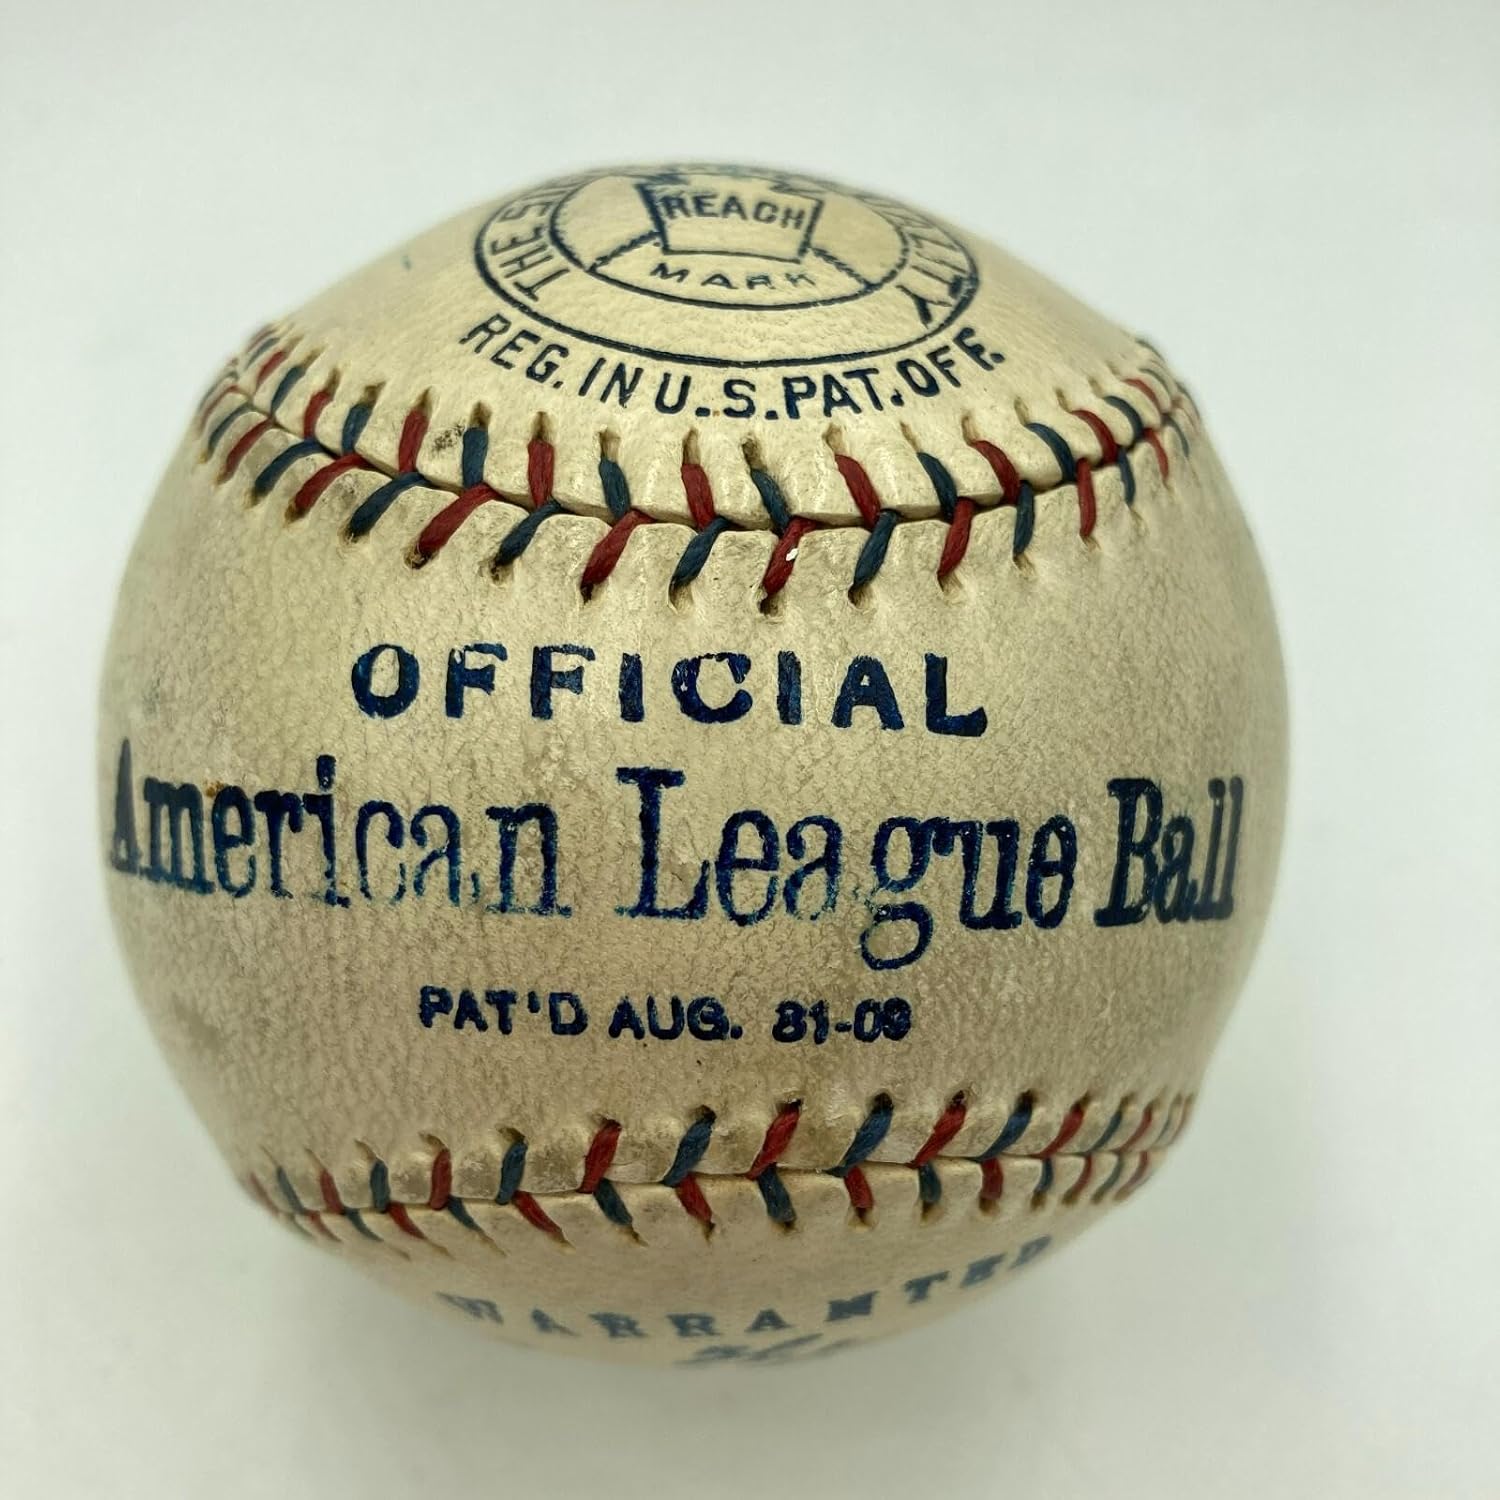 THE
REACH
MARK
REG. IN U.S. PAT. OFF.
OFFICIAL
American League Ball
PAT'D AUG. 31-09
WARRANTED